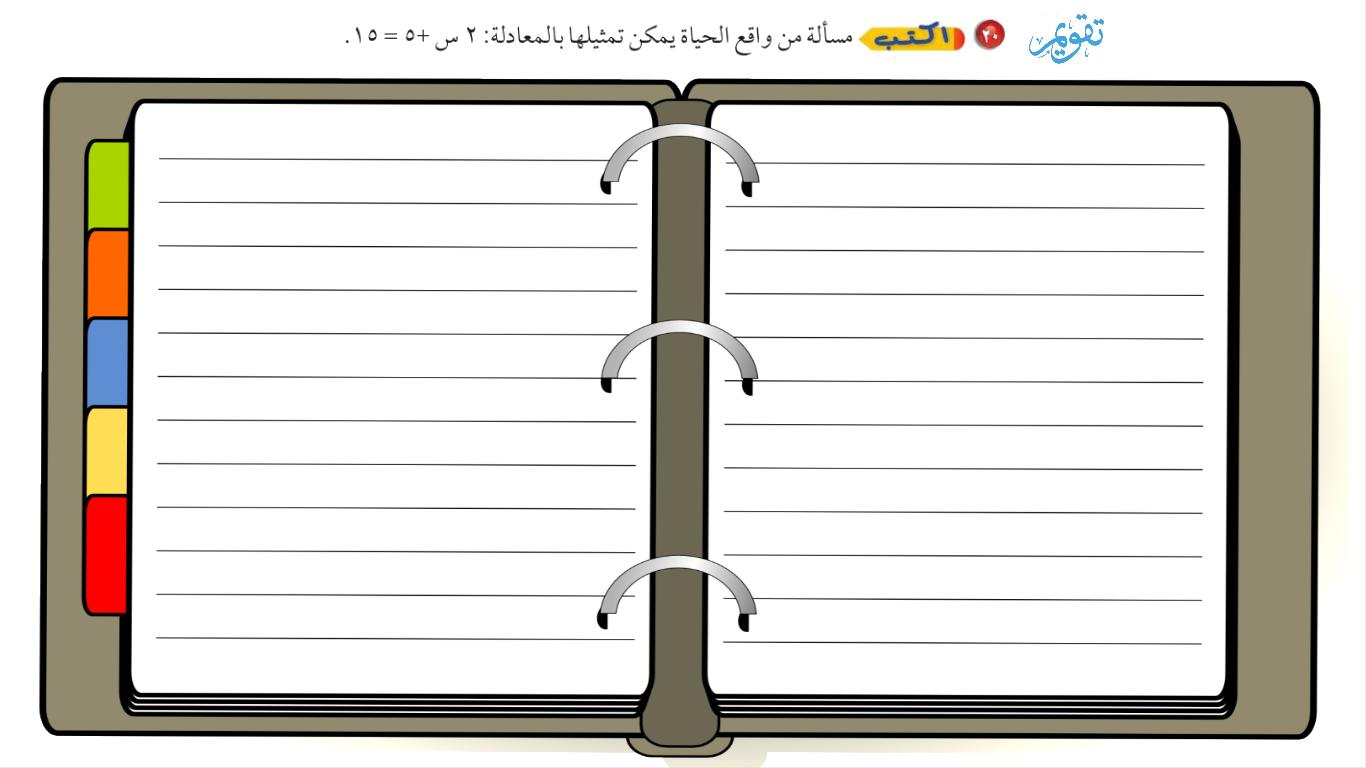 تقويم ٢٠ اكتب مسألة من واقع الحياة يمكن تمثيلها بالمعادلة: ٢ س +٥ = ١٥.